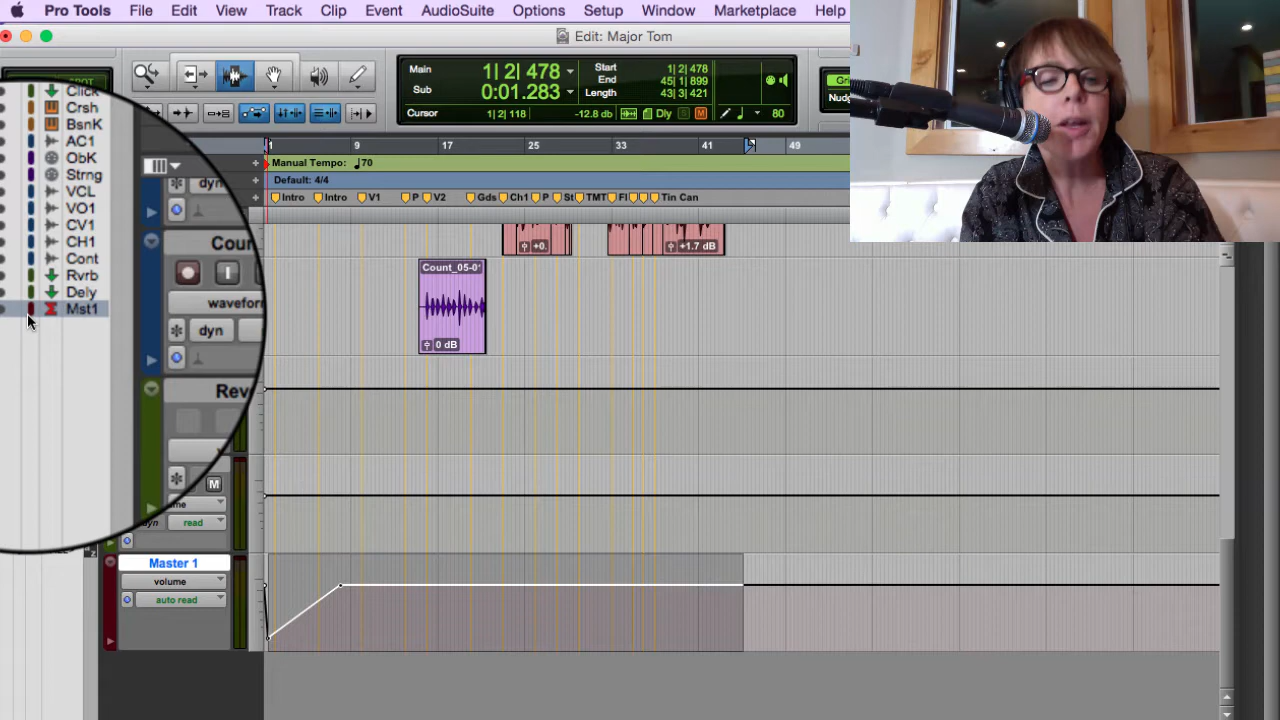 Pro Tools File Edit View Track Clip Event AudioSuite Options Setup Window Marketplace Help
Edit: Major Tom
Main 1| 2| 478
Sub 0:01.283
Start 1| 2| 478
End 45| 1| 899
Length 43| 3| 421
Cursor 1| 2| 118 -12.8 db Dly S M 80
Nud
Click
Crsh
BsnK
AC1
ObK
Strng
VCL
VO1
CV1
CH1
Cont
Rvrb
Dely
Mst1
1 9 17 25 33 41 49
Manual Tempo: 70
Default: 4/4
Intro Intro V1 P V2 Gds Ch1 P St TMT Fl Tin Can
dyn
Coun
I
waveform
dyn
+0.
+1.7 dB
Count_05-0
0 dB
Reve
M
dyn read
Master 1
volume
auto read